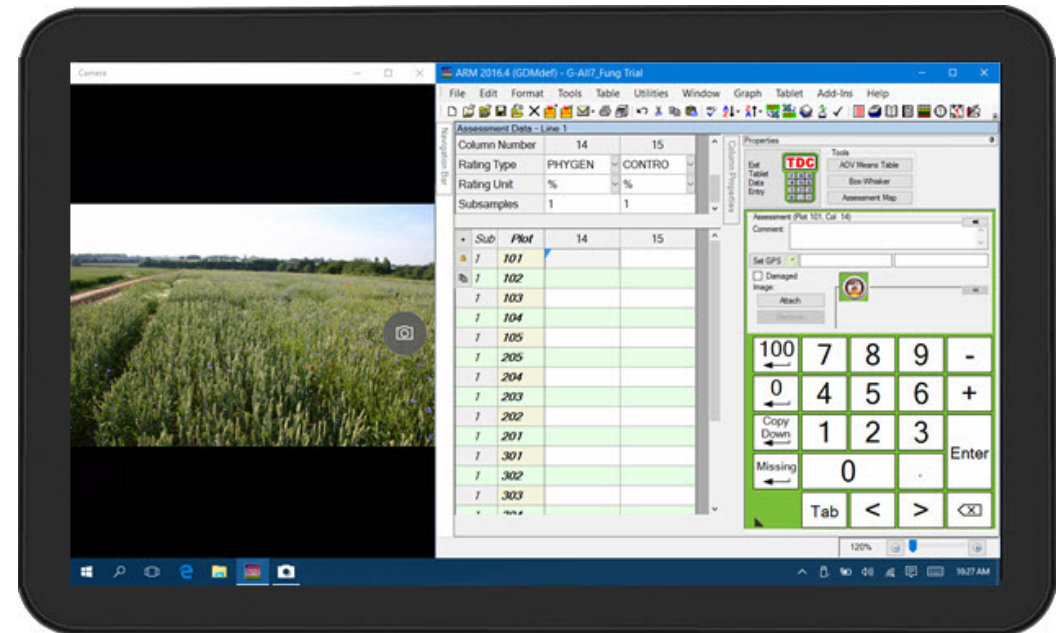 Camera
ARM 2016.4 (GDMdef) - G-All7_Fung Trial
File Edit Format Tools Table Utilities Window Graph Tablet Add-Ins Help
Navigation Bar
Assessment Data - Line 1
Column Number 14 15
Rating Type PHYGEN CONTRO
Rating Unit % %
Subsamples 1 1
Column Properties
Sub Plot 14 15
1 101
1 102
1 103
1 104
1 105
1 205
1 204
1 203
1 202
1 201
1 301
1 302
1 303
1 304
Properties
Exit Tablet Data Entry
TDC
Tools
AOV Means Table
Box-Whisker
Assessment Map
Assessment (Plot 101, Col 14)
Comment:
Set GPS
Damaged
Image:
Attach
100 7 8 9 -
0 4 5 6 +
Copy Down 1 2 3 Enter
Missing 0 .
Tab < >
120%
10:27 AM